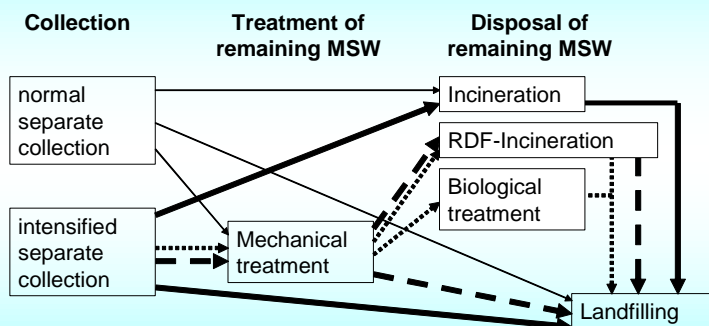 Collection
Treatment of
remaining MSW
Disposal of
remaining MSW
normal
separate
collection
Incineration
RDF-Incineration
Biological
treatment
intensified
separate
collection
Mechanical
treatment
Landfilling